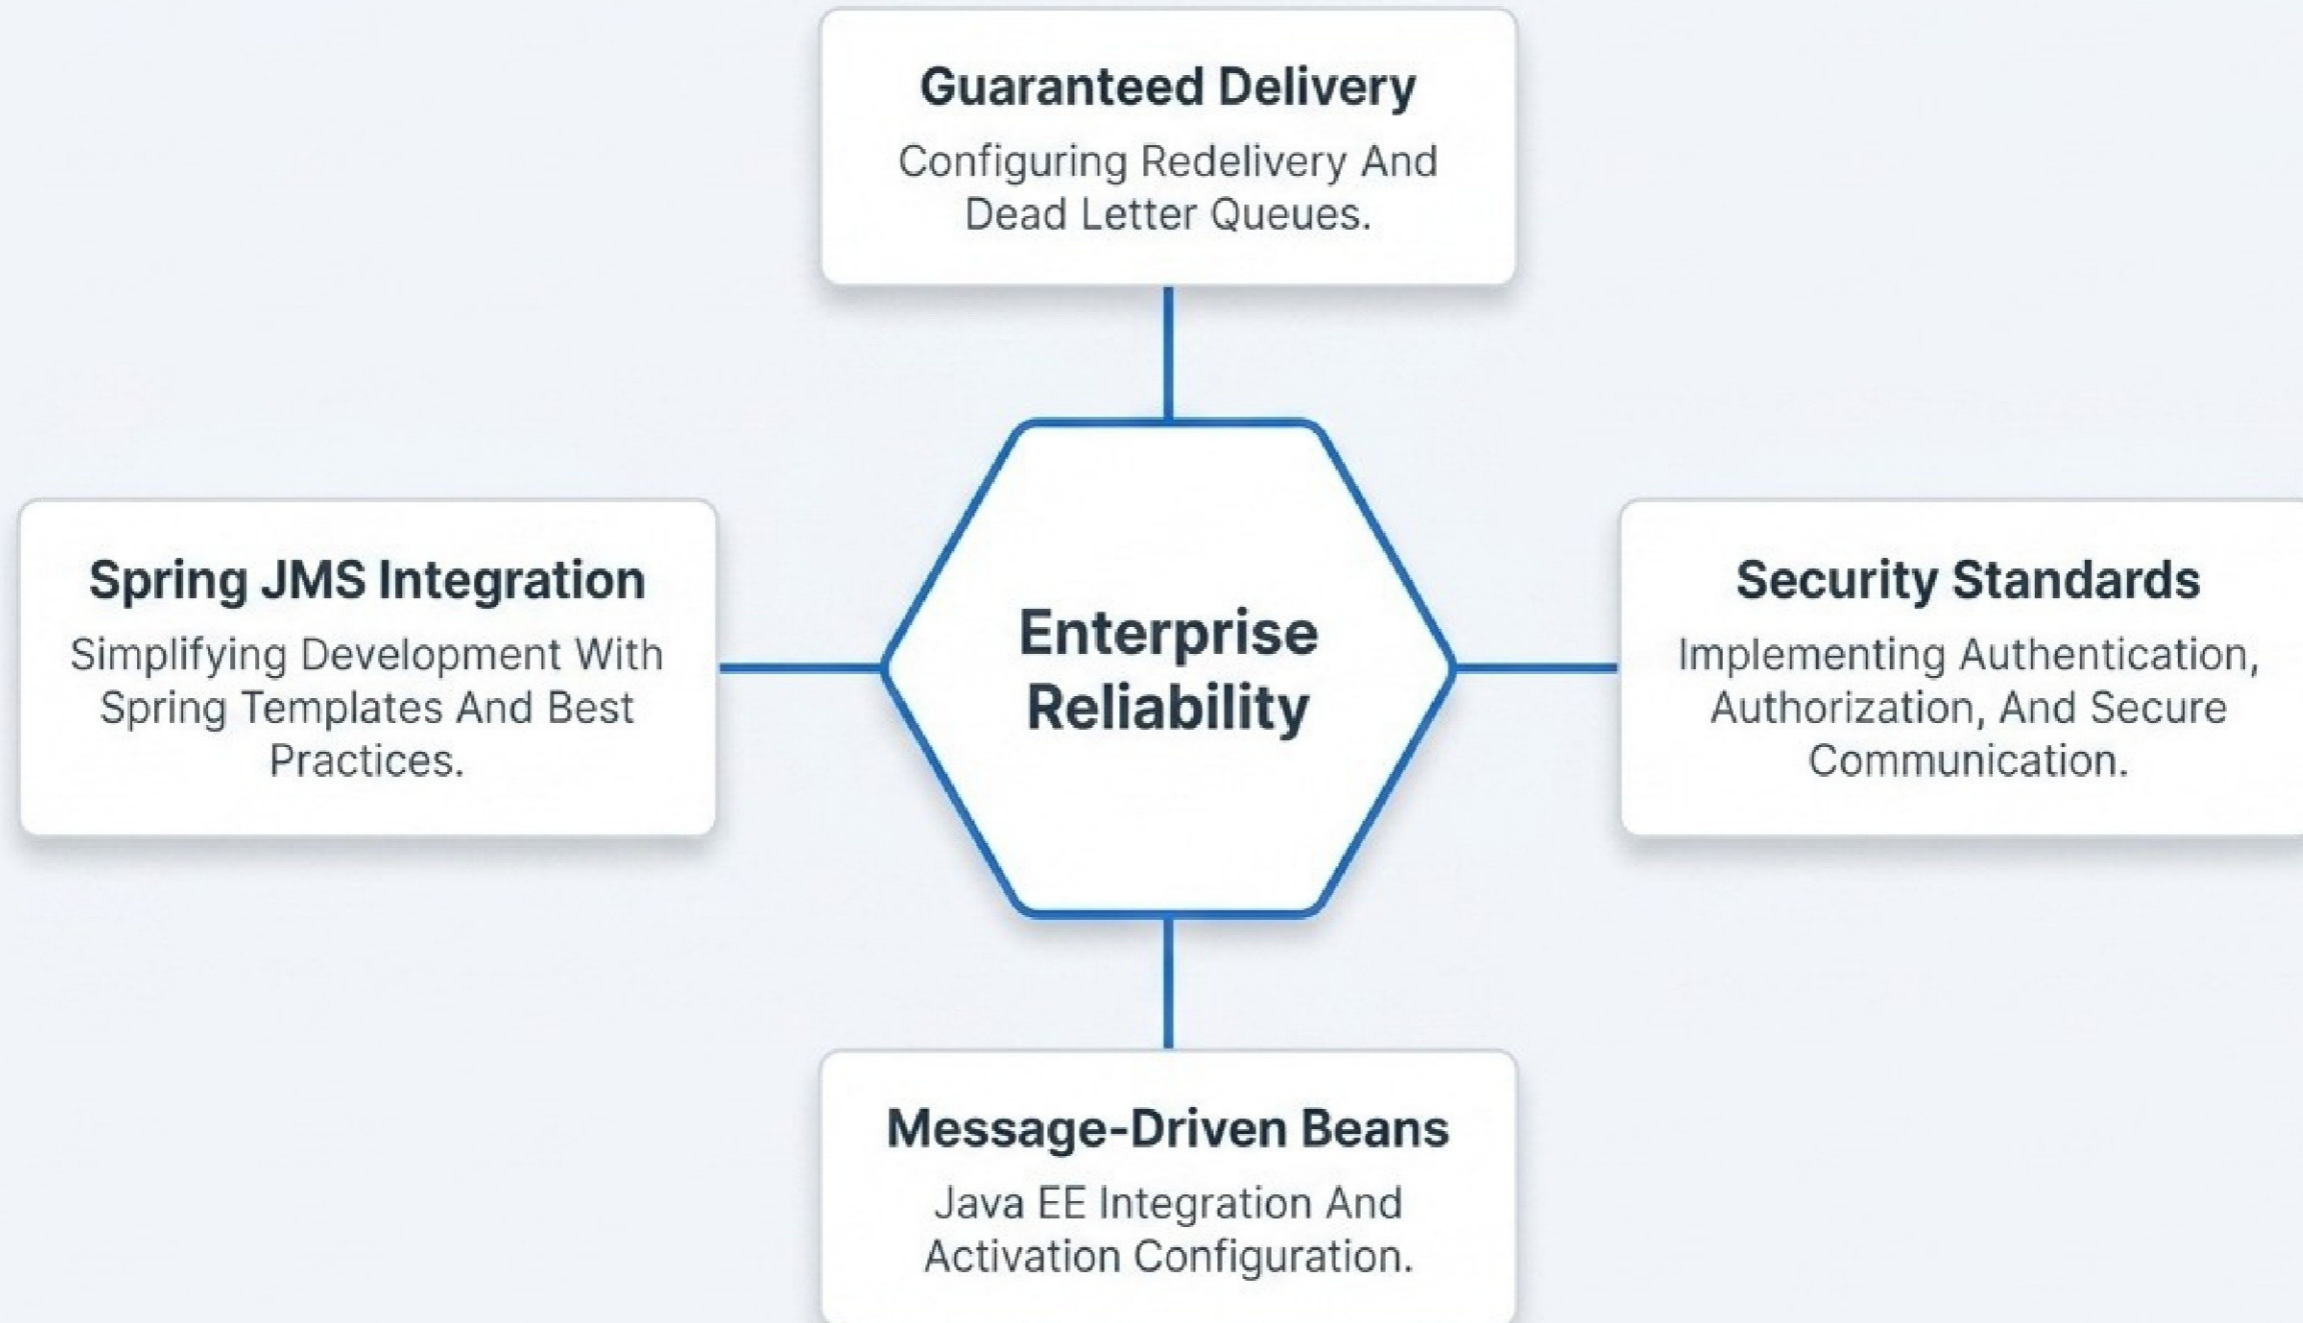 Guaranteed Delivery
Configuring Redelivery And
Dead Letter Queues.
Spring JMS Integration
Simplifying Development With
Spring Templates And Best
Practices.
Enterprise
Reliability
Security Standards
Implementing Authentication,
Authorization, And Secure
Communication.
Message-Driven Beans
Java EE Integration And
Activation Configuration.